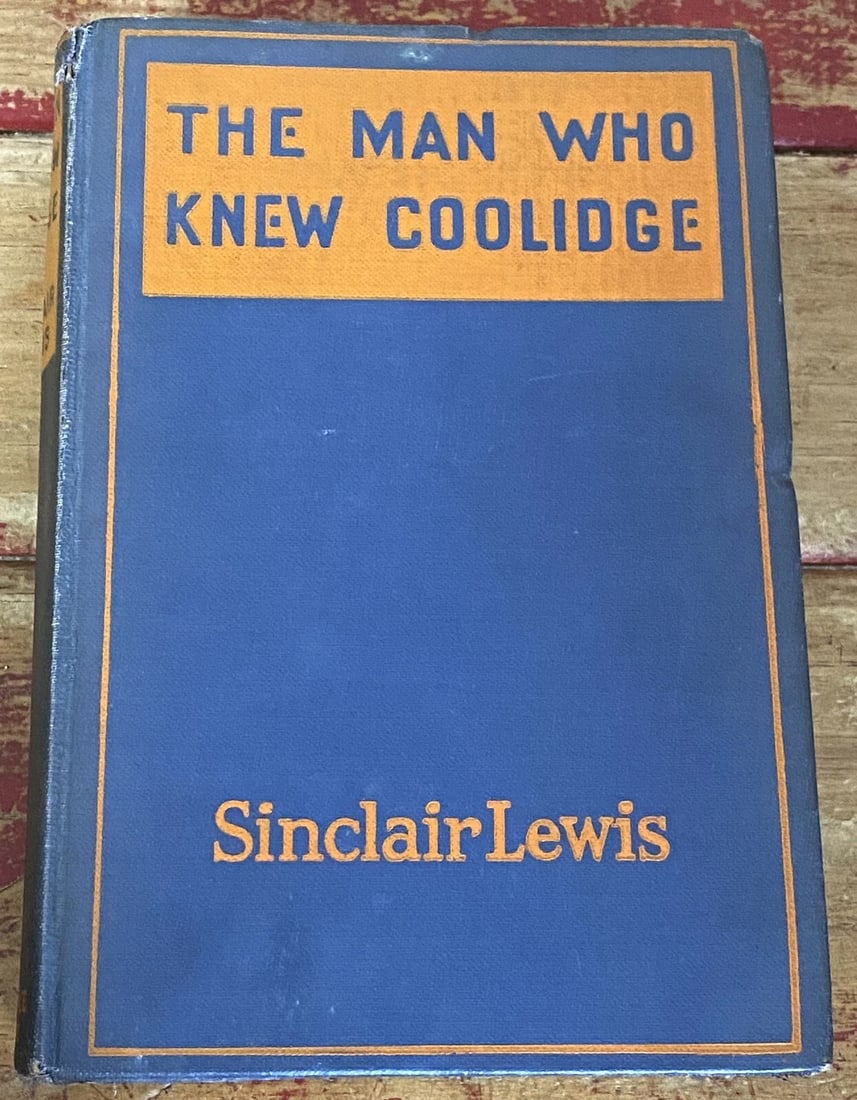 THE MAN WHO
KNEW COOLIDGE
Sinclair Lewis